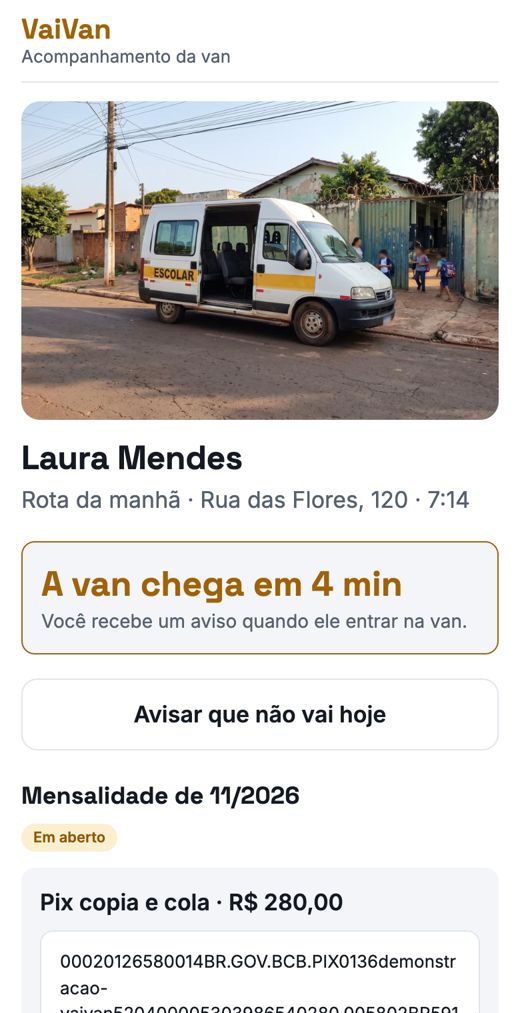 VaiVan
Acompanhamento da van
ESCOLAR
Laura Mendes
Rota da manhã · Rua das Flores, 120 · 7:14
A van chega em 4 min
Você recebe um aviso quando ele entrar na van.
Avisar que não vai hoje
Mensalidade de 11/2026
Em aberto
Pix copia e cola · R$ 280,00
00020126580014BR.GOV.BCB.PIX0136demonstr
acao-